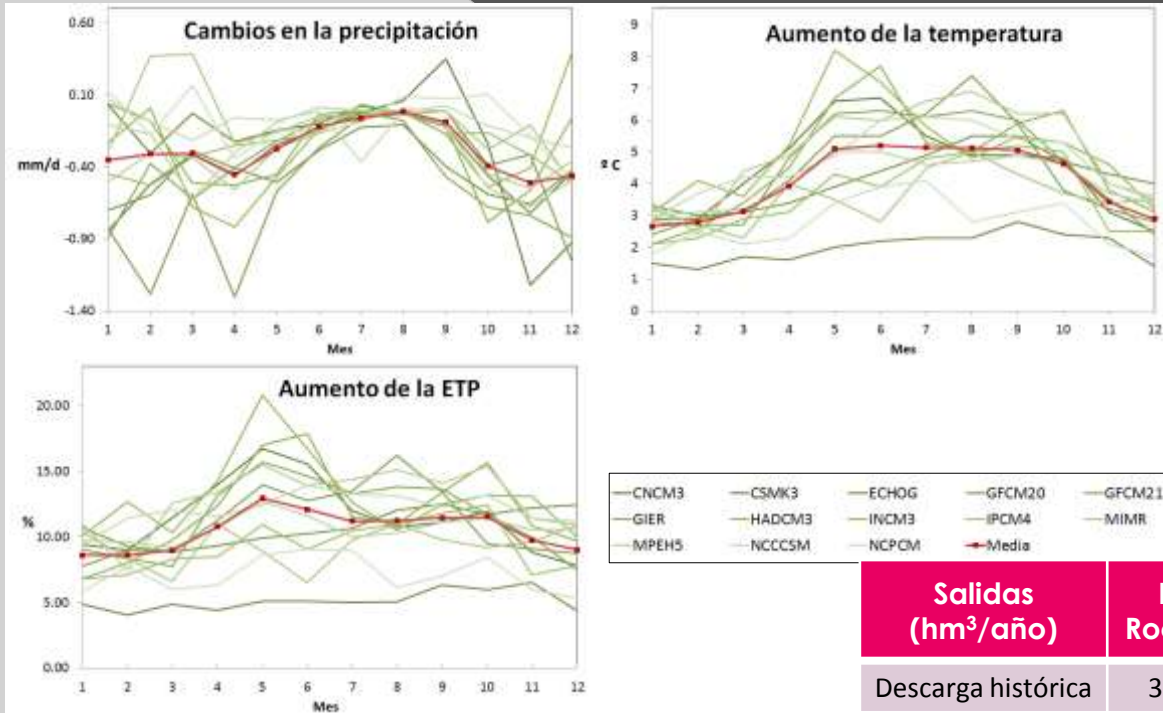 Cambios en la precipitación
0.60
0.10
mm/d
-0.40
-0.90
-1.40
1 2 3 4 5 6 7 8 9 10 11 12
Mes
Aumento de la temperatura
9
8
7
6
º C
5
4
3
2
1
0
1 2 3 4 5 6 7 8 9 10 11 12
Mes
Aumento de la ETP
20.00
15.00
%
10.00
5.00
0.00
1 2 3 4 5 6 7 8 9 10 11 12
Mes
CNCM3 CSMK3 ECHOG GFCM20 GFCM21
GIER HADCM3 INCM3 IPCM4 MIMR
MPEH5 NCCCSM NCPCM Media
Salidas
(hm³/año)
Descarga histórica 3